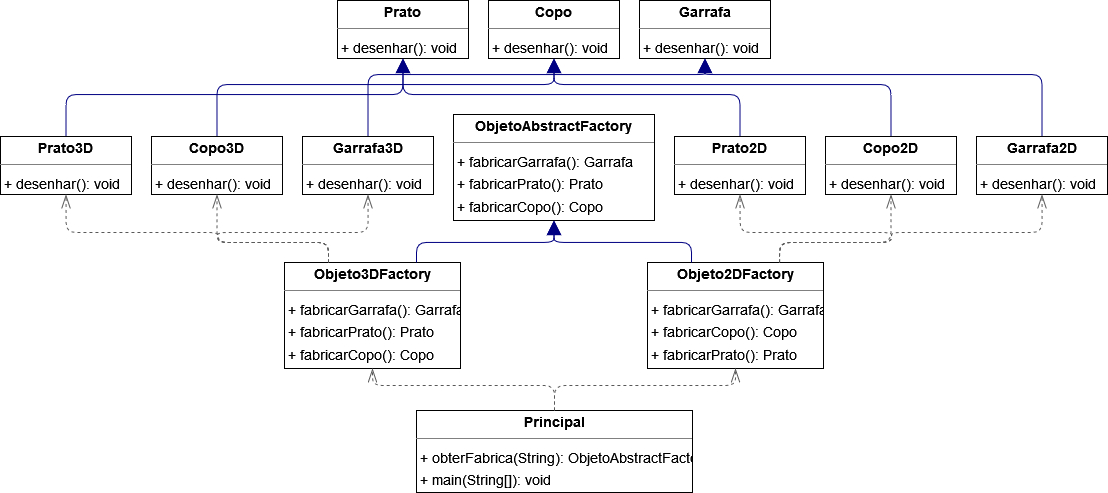 Prato
+ desenhar(): void
Copo
+ desenhar(): void
Garrafa
+ desenhar(): void
Prato3D
+ desenhar(): void
Copo3D
+ desenhar(): void
Garrafa3D
+ desenhar(): void
ObjetoAbstractFactory
+ fabricarGarrafa(): Garrafa
+ fabricarPrato(): Prato
+ fabricarCopo(): Copo
Prato2D
+ desenhar(): void
Copo2D
+ desenhar(): void
Garrafa2D
+ desenhar(): void
Objeto3DFactory
+ fabricarGarrafa(): Garrafa
+ fabricarPrato(): Prato
+ fabricarCopo(): Copo
Objeto2DFactory
+ fabricarGarrafa(): Garrafa
+ fabricarCopo(): Copo
+ fabricarPrato(): Prato
Principal
+ obterFabrica(String): ObjetoAbstractFacto
+ main(String[]): void